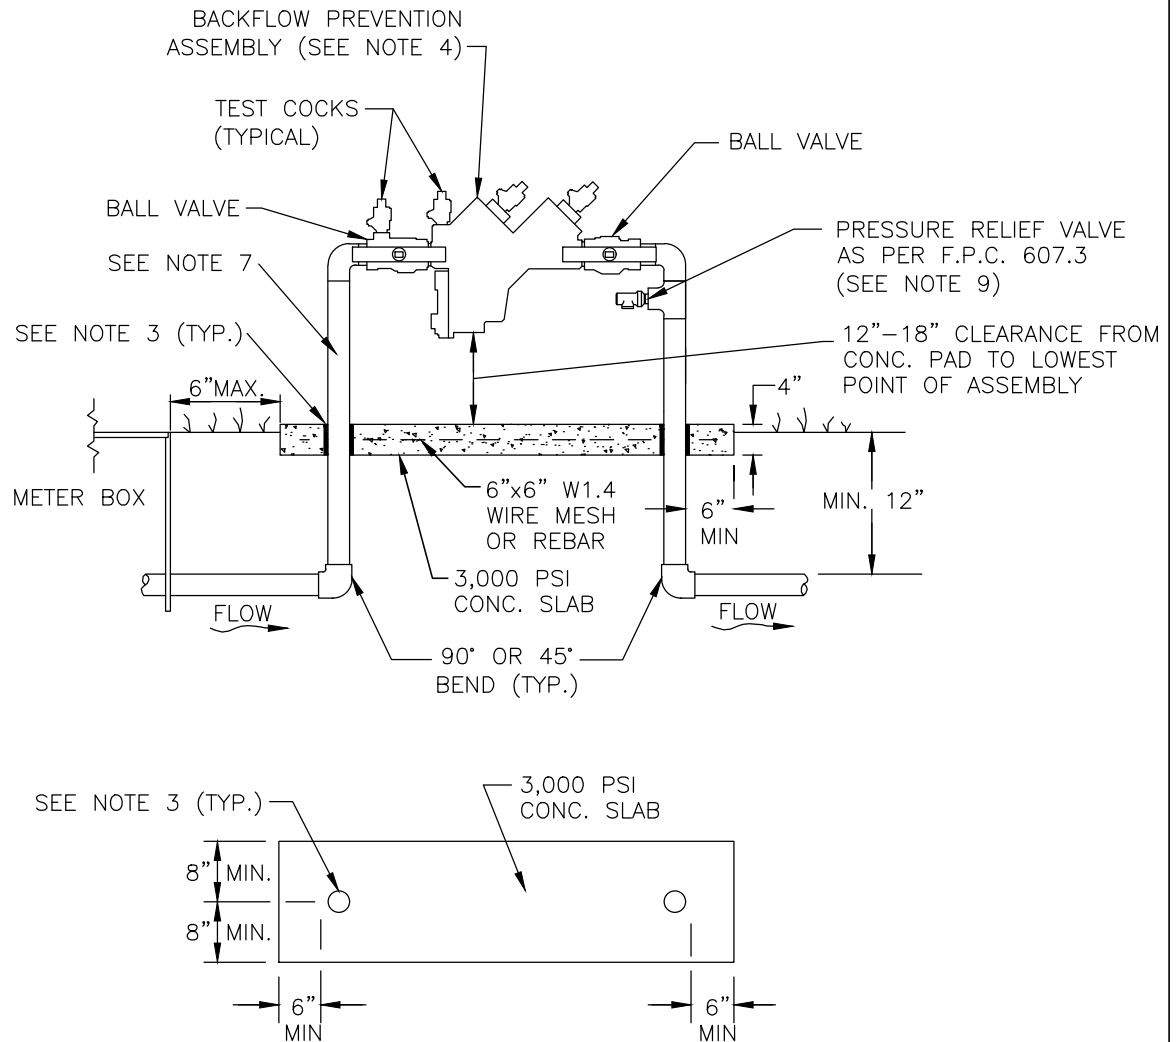 BACKFLOW PREVENTION
ASSEMBLY (SEE NOTE 4)
TEST COCKS
(TYPICAL)
BALL VALVE
BALL VALVE
SEE NOTE 7
PRESSURE RELIEF VALVE
AS PER F.P.C. 607.3
(SEE NOTE 9)
SEE NOTE 3 (TYP.)
12"-18" CLEARANCE FROM
CONC. PAD TO LOWEST
POINT OF ASSEMBLY
6"MAX.
4"
METER BOX
6"x6" W1.4
WIRE MESH
OR REBAR
6"
MIN
MIN. 12"
3,000 PSI
CONC. SLAB
FLOW
FLOW
90° OR 45°
BEND (TYP.)
SEE NOTE 3 (TYP.)
3,000 PSI
CONC. SLAB
8" MIN.
8" MIN.
6"
MIN
6"
MIN